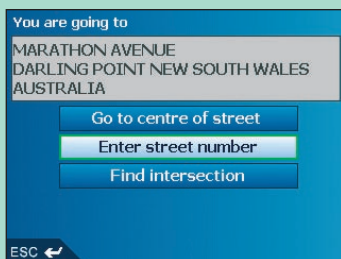 You are going to
MARATHON AVENUE
DARLING POINT NEW SOUTH WALES
AUSTRALIA
Go to centre of street
Enter street number
Find intersection
ESC